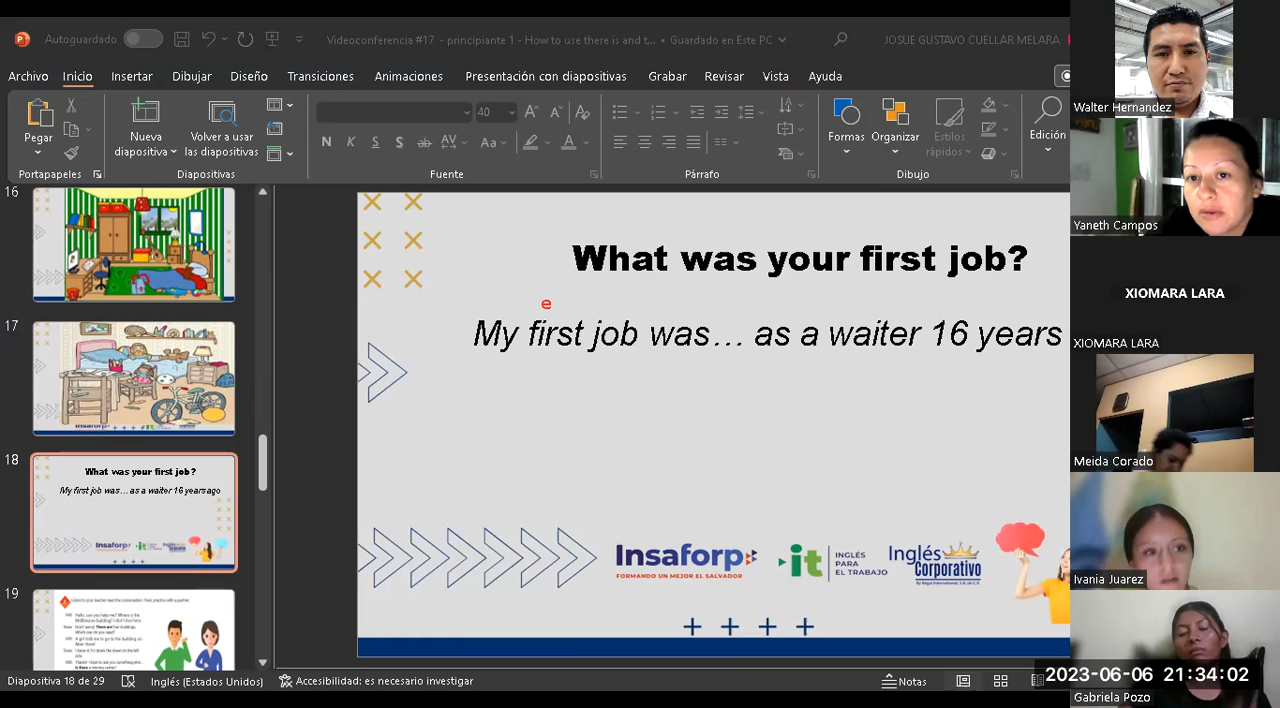 Autoguardado
Videoconferencia #17 - principiante 1 - How to use there is and t... • Guardado en Este PC
JOSUE GUSTAVO CUELLAR MELARA
Archivo Inicio Insertar Dibujar Diseño Transiciones Animaciones Presentación con diapositivas Grabar Revisar Vista Ayuda
Pegar
Portapapeles
Nueva diapositiva
Volver a usar las diapositivas
Diapositivas
40
N K S S ab AV Aa A
Fuente
Párrafo
Formas
Organizar
Estilos rápidos
Dibujo
Edición
16
17
18
What was your first job?
My first job was... as a waiter 16 years ago
19
What was your first job?
e
My first job was... as a waiter 16 years
Insaforp
FORMANDO UN MEJOR EL SALVADOR
it
INGLÉS
PARA
EL TRABAJO
Inglés
Corporativo
Walter Hernandez
Yaneth Campos
XIOMARA LARA
XIOMARA LARA
Meida Corado
Ivania Juarez
2023-06-06 21:34:02
Gabriela Pozo
Diapositiva 18 de 29
Inglés (Estados Unidos)
Accesibilidad: es necesario investigar
Notas